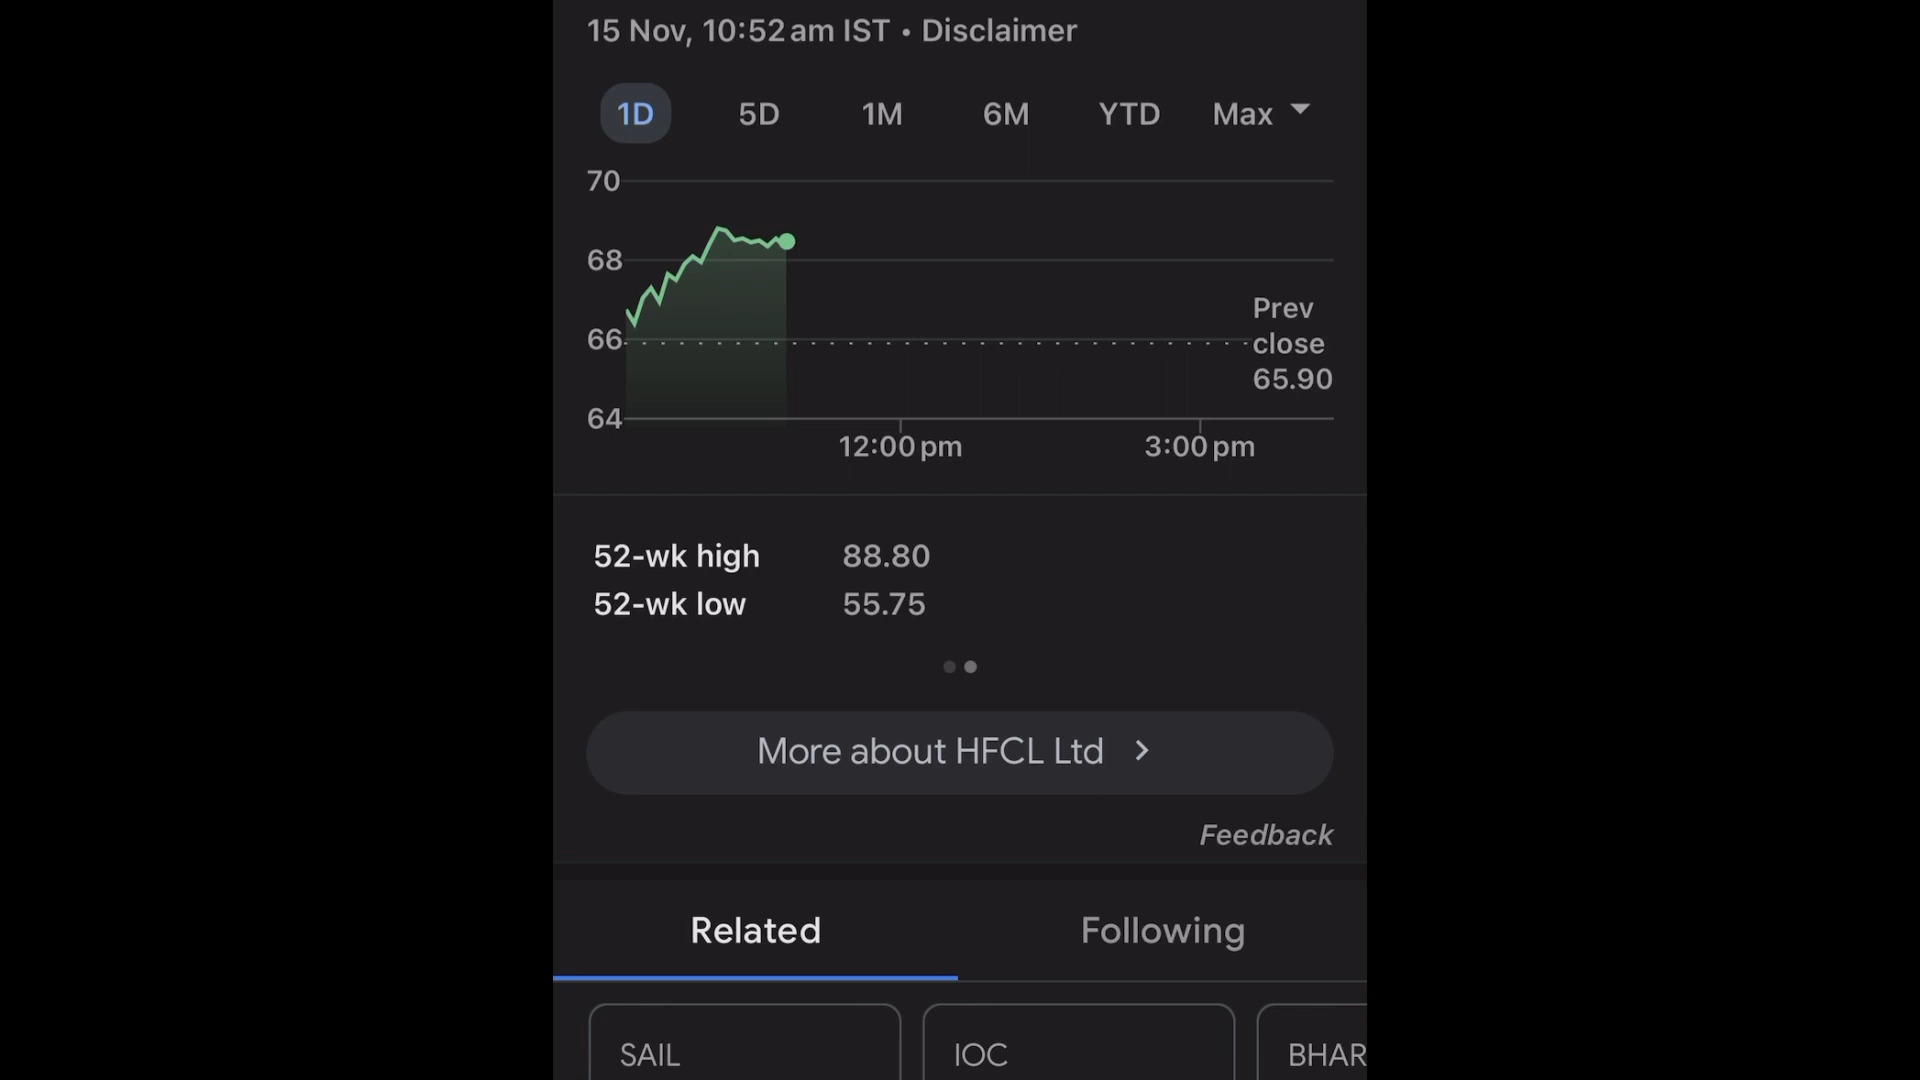 15 Nov, 10:52 am IST • Disclaimer
1D 5D 1M 6M YTD Max
70
68
66
64
Prev
close
65.90
12:00 pm 3:00 pm
52-wk high 88.80
52-wk low 55.75
More about HFCL Ltd
Feedback
Related Following
SAIL IOC BHAR